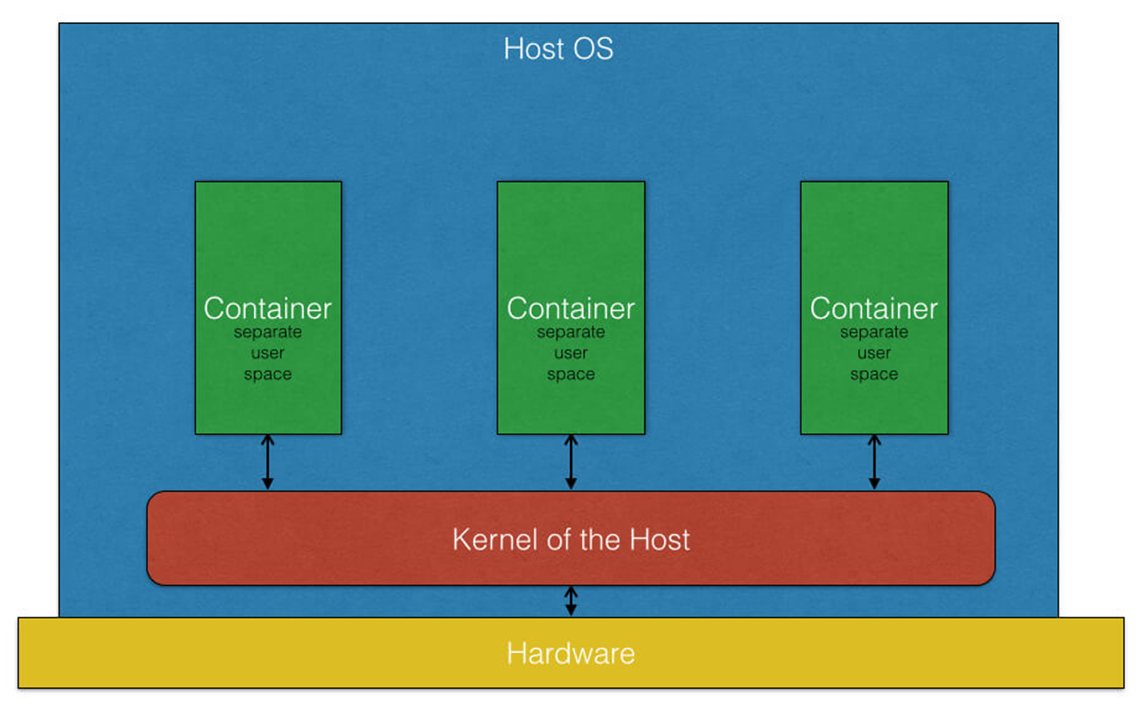 Host OS
Container
separate
user
space
Container
separate
user
space
Container
separate
user
space
Kernel of the Host
Hardware